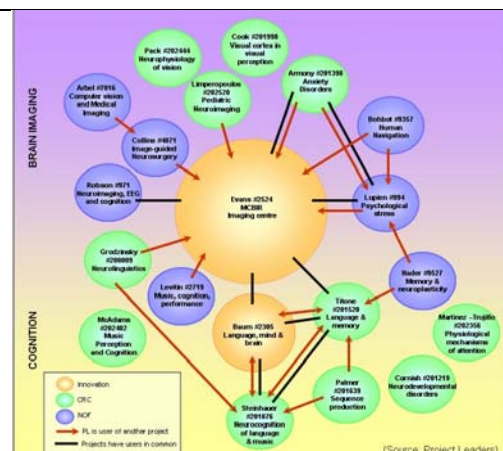 BRAIN IMAGING
COGNITION
Pack #202444
Neurophysiology
of vision
Cook #201998
Visual cortex in
visual
perception
Limperopoulos
#202520
Pediatric
Neuroimaging
Armony #201398
Anxiety
Disorders
Arbel #7016
Computer vision
and Medical
Imaging
Collins #4871
Image-guided
Neurosurgery
Bohbot #9357
Human
Navigation
Robson #971
Neuroimaging, EEG
and cognition
Evans #2524
MCBIR
Imaging centre
Lupien #994
Psychological
stress
Grodzinsky
#200009
Neurolinguistics
Levitin #2719
Music, cognition,
performance
Nader #9527
Memory &
neuroplasticity
McAdams
#202402
Music
Perception
and Cognition
Baum #2305
Language, mind &
brain
Titone
#201520
Language &
memory
Martinez-Trujillo
#202356
Physiological
mechanisms
of attention
Palmer
#201639
Sequence
production
Cornish #201219
Neurodevelopmental
disorders
Steinhauer
#201876
Neurocognition
of language
& music
Innovation
CRC
NOF
PL is user of another
project
Projects have users in common
(Source: Project Leaders)